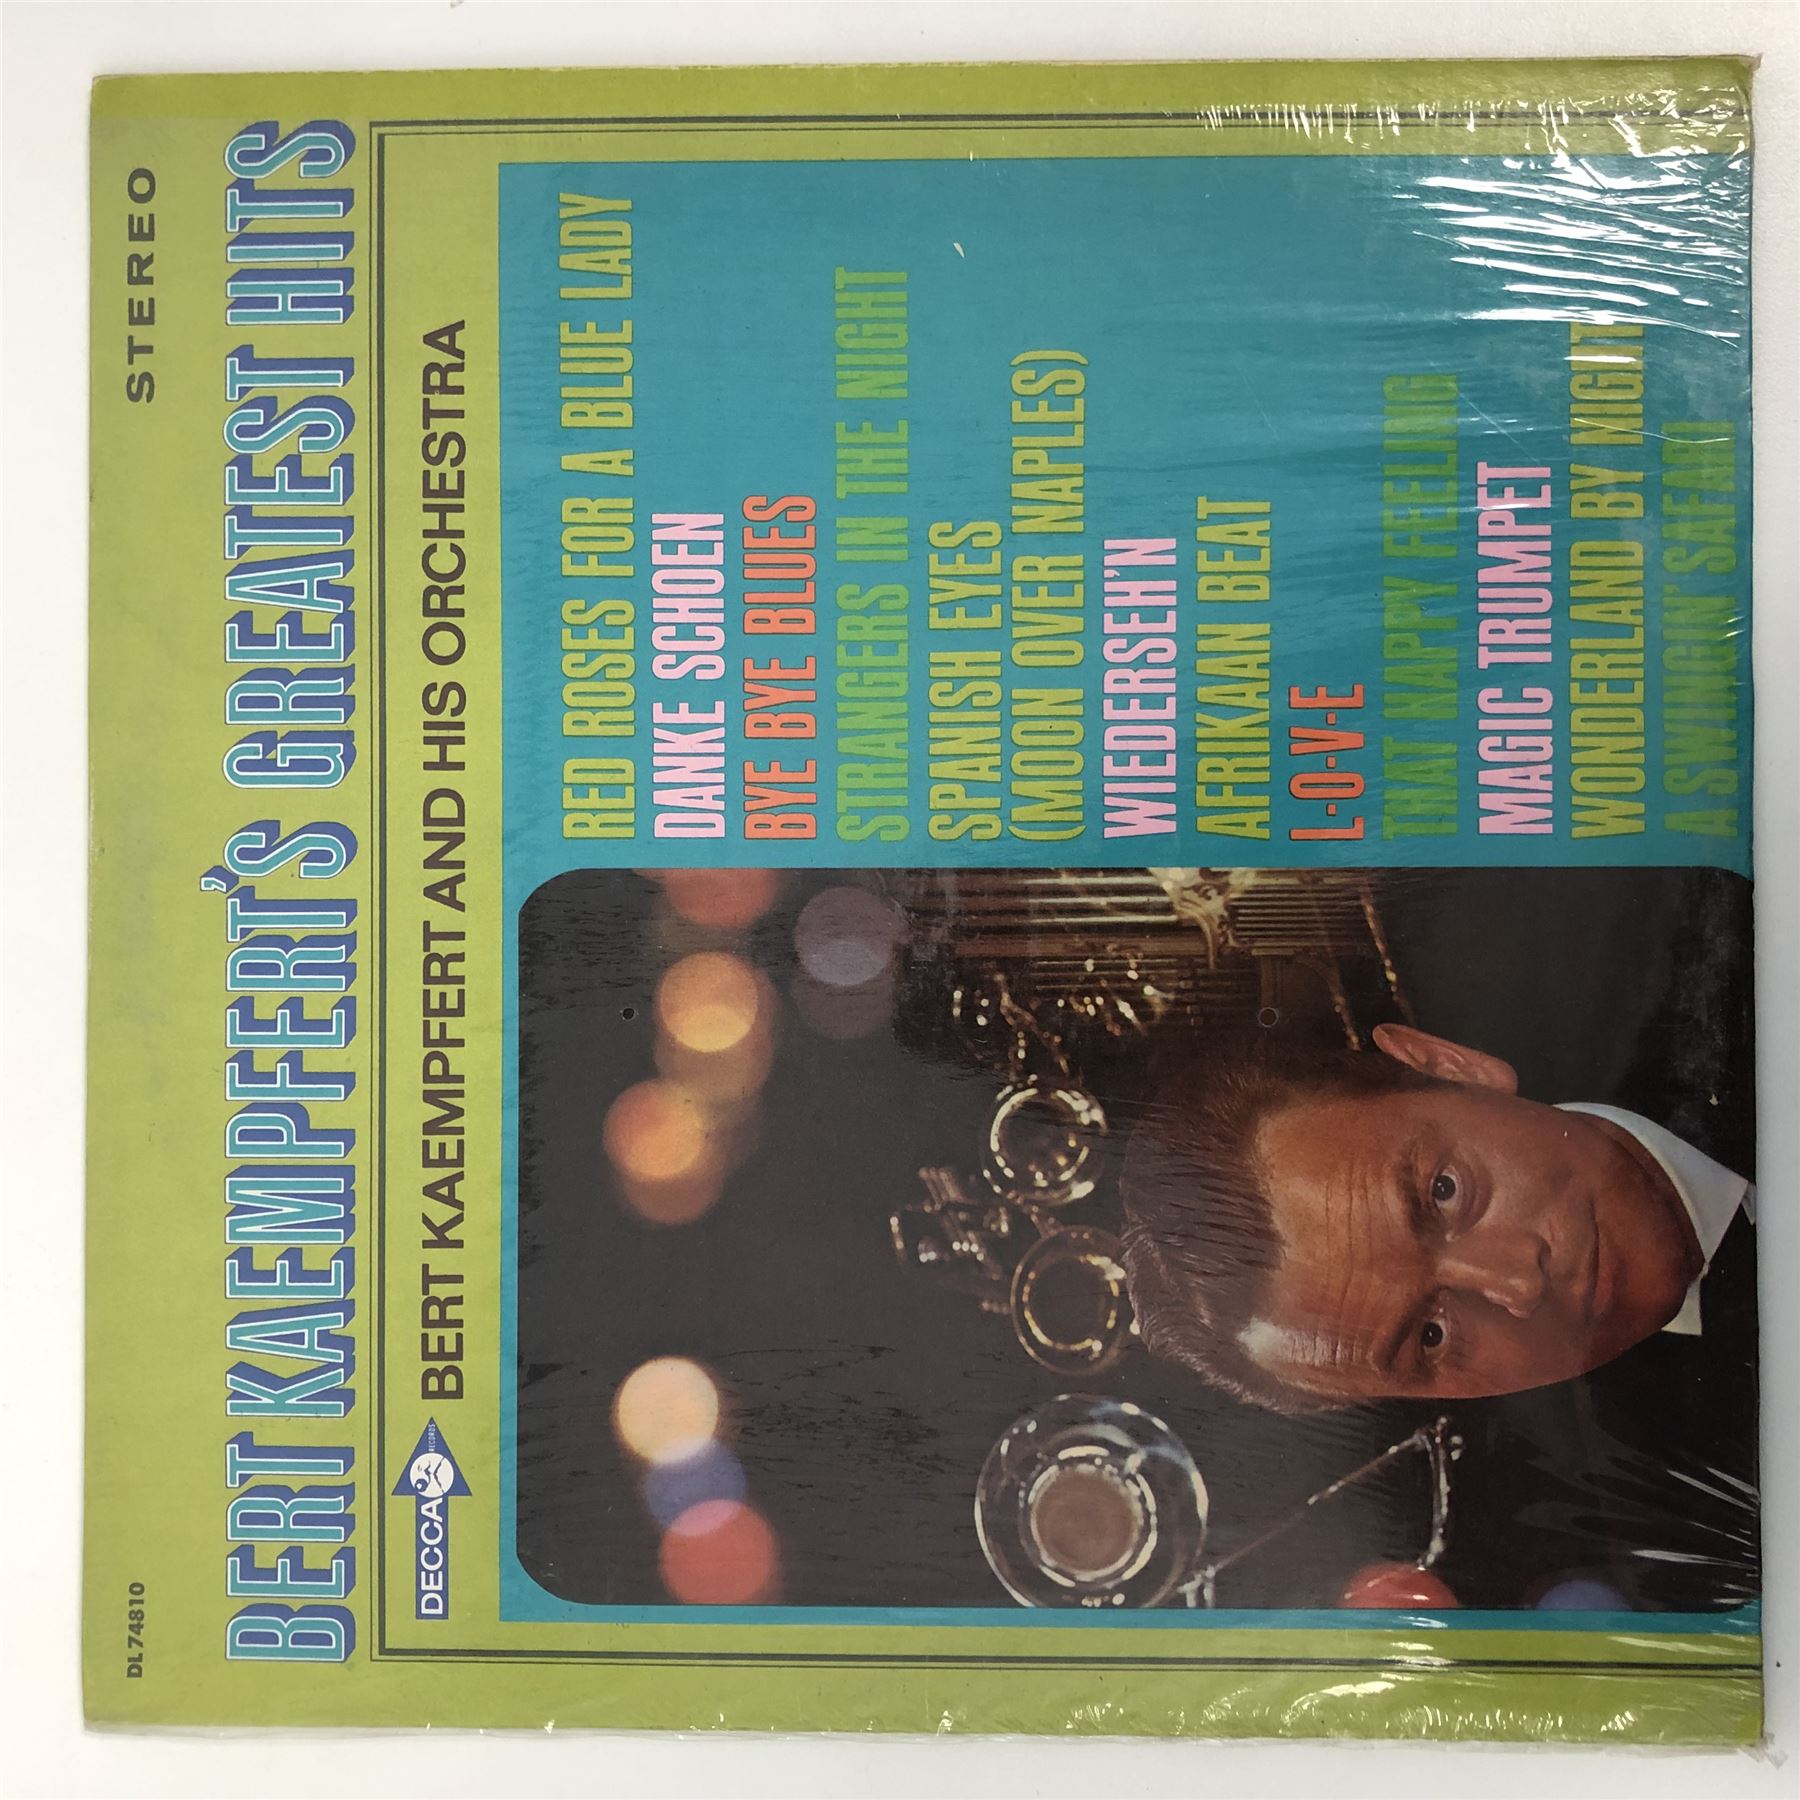 DL 74810
STEREO
BERT KAEMPFERT'S GREATEST HITS
DECCA RECORDS
BERT KAEMPFERT AND HIS ORCHESTRA
RED ROSES FOR A BLUE LADY
DANKE SCHOEN
BYE BYE BLUES
STRANGERS IN THE NIGHT
SPANISH EYES
(MOON OVER NAPLES)
WIEDERSEH'N
AFRIKAAN BEAT
L-O-V-E
THAT HAPPY FEELING
MAGIC TRUMPET
WONDERLAND BY NIGHT
A SWINGIN' SAFARI